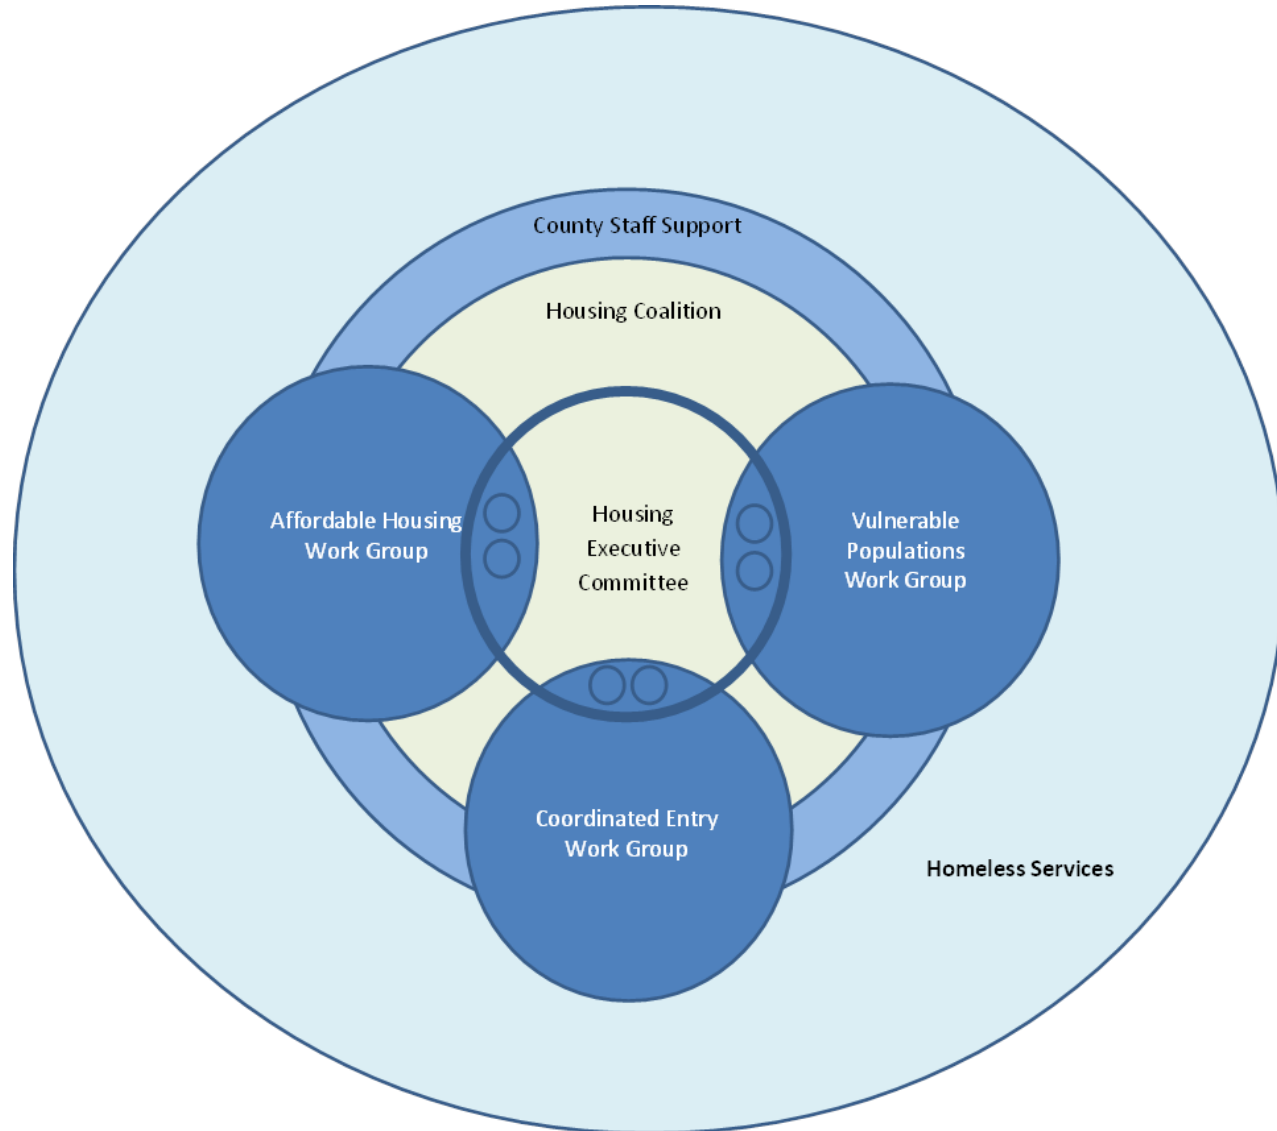 County Staff Support
Housing Coalition
Affordable Housing
Work Group
Housing
Executive
Committee
Vulnerable
Populations
Work Group
Coordinated Entry
Work Group
Homeless Services